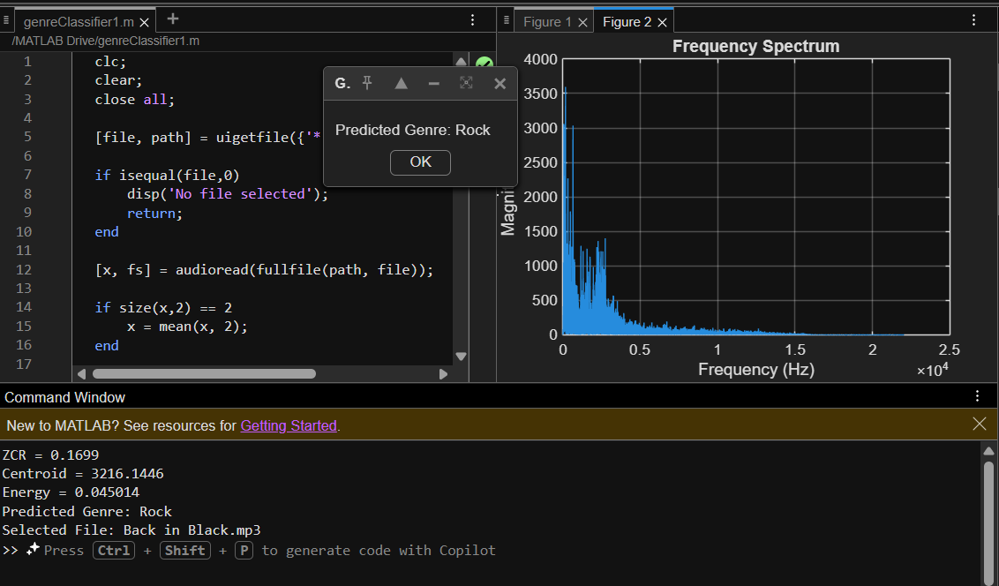 genreClassifier1.m
/MATLAB Drive/genreClassifier1.m
1 clc;
2 clear;
3 close all;
4
5 [file, path] = uigetfile({'*
6
7 if isequal(file,0)
8 disp('No file selected');
9 return;
10 end
11
12 [x, fs] = audioread(fullfile(path, file));
13
14 if size(x,2) == 2
15 x = mean(x, 2);
16 end
17
G.
Predicted Genre: Rock
OK
Figure 1
Figure 2
Frequency Spectrum
4000
3500
3000
2500
2000
1500
1000
500
0
Magni
0 0.5 1 1.5 2 2.5
Frequency (Hz)
×10⁴
Command Window
New to MATLAB? See resources for Getting Started.
ZCR = 0.1699
Centroid = 3216.1446
Energy = 0.045014
Predicted Genre: Rock
Selected File: Back in Black.mp3
>> Press Ctrl + Shift + P to generate code with Copilot